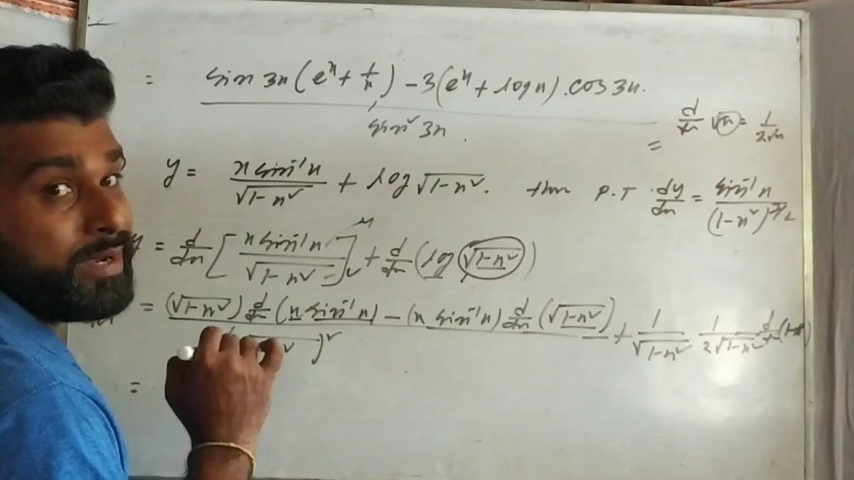 = sin 3x (eˣ + 1/x) - 3(eˣ + log x) . cos 3x.
sin² 3x .
= d/dx √x = 1/2√x
y = x sin⁻¹x / √1-x² + log √1-x² . then P.T. dy/dx = sin⁻¹x / (1-x²)^3/2
= d/dx [ x sin⁻¹x / √1-x² ] + d/dx (log √1-x²)
= (√1-x²) d/dx (x sin⁻¹x) - (x sin⁻¹x) d/dx (√1-x²) + 1/√1-x² 1/2√1-x² d/dx (1-x²)
)²
=